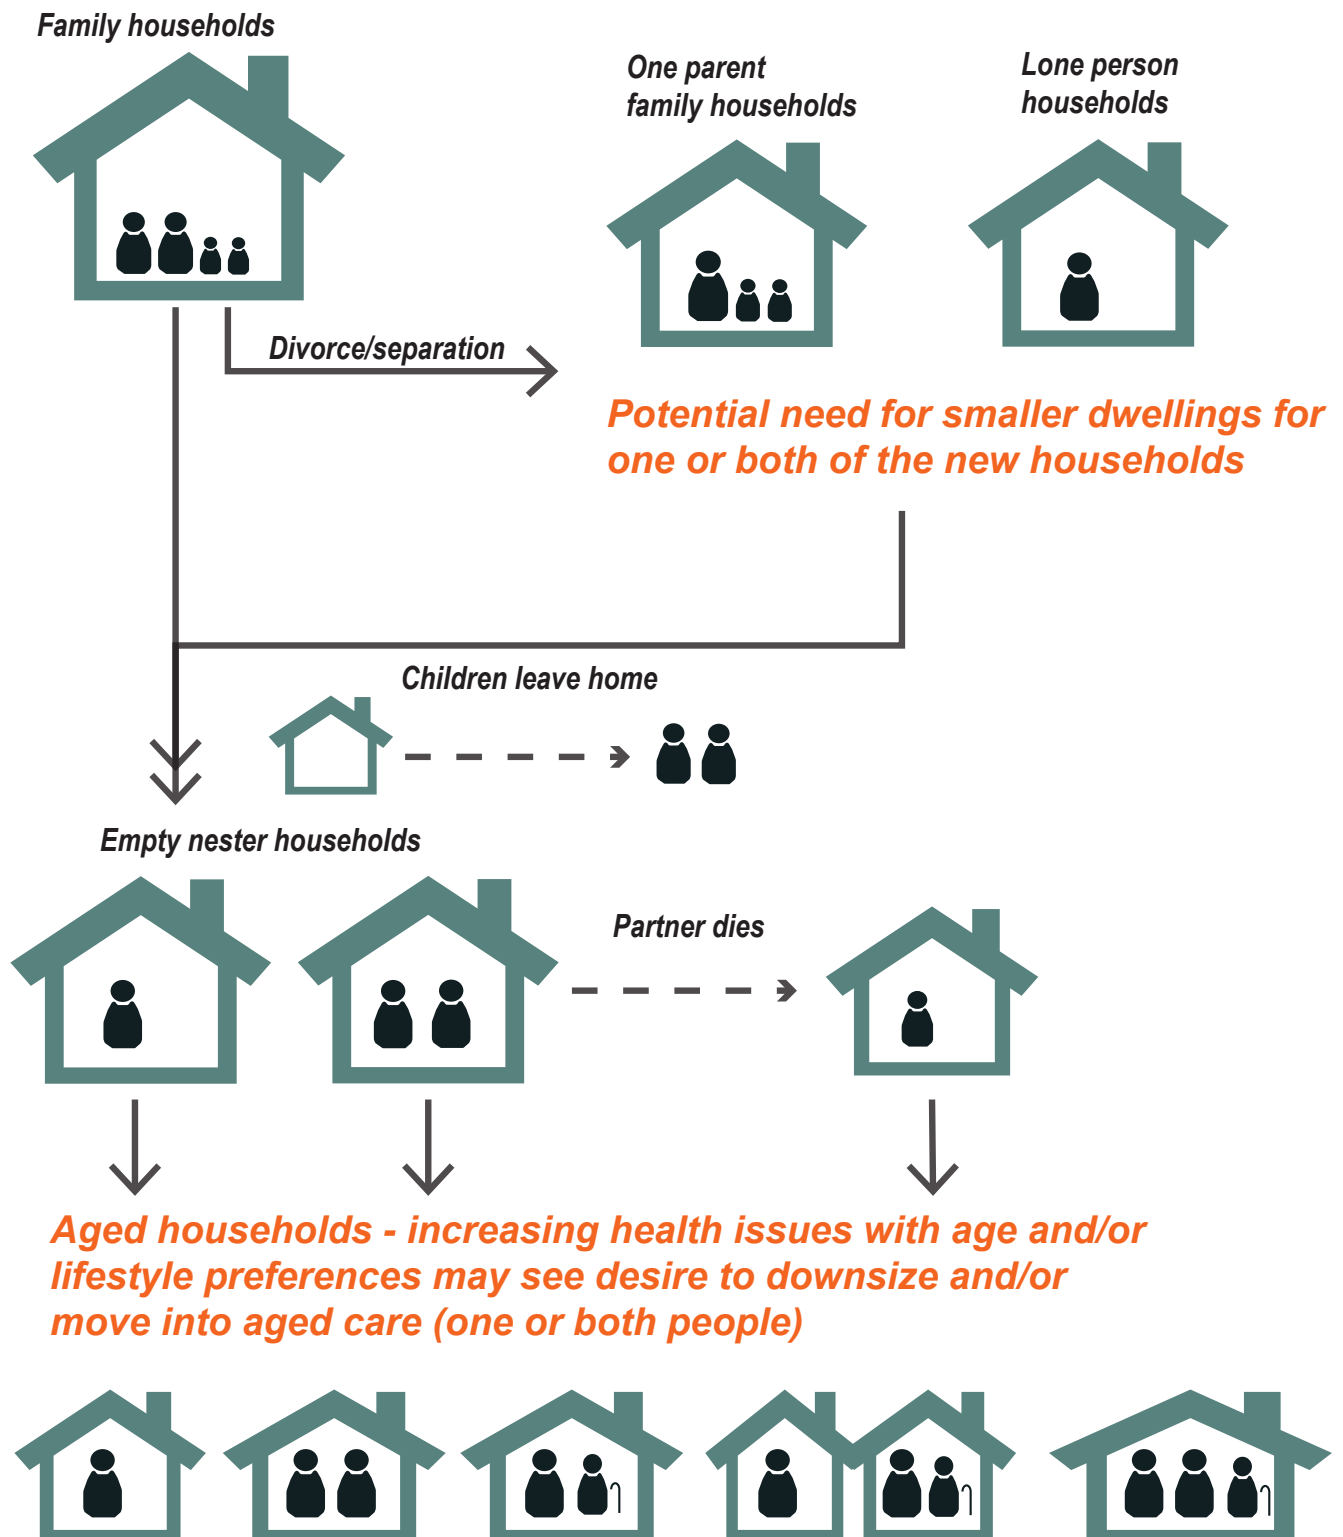 Family households
One parent
family households
Lone person
households
Divorce/separation
Potential need for smaller dwellings for
one or both of the new households
Children leave home
Empty nester households
Partner dies
Aged households - increasing health issues with age and/or
lifestyle preferences may see desire to downsize and/or
move into aged care (one or both people)